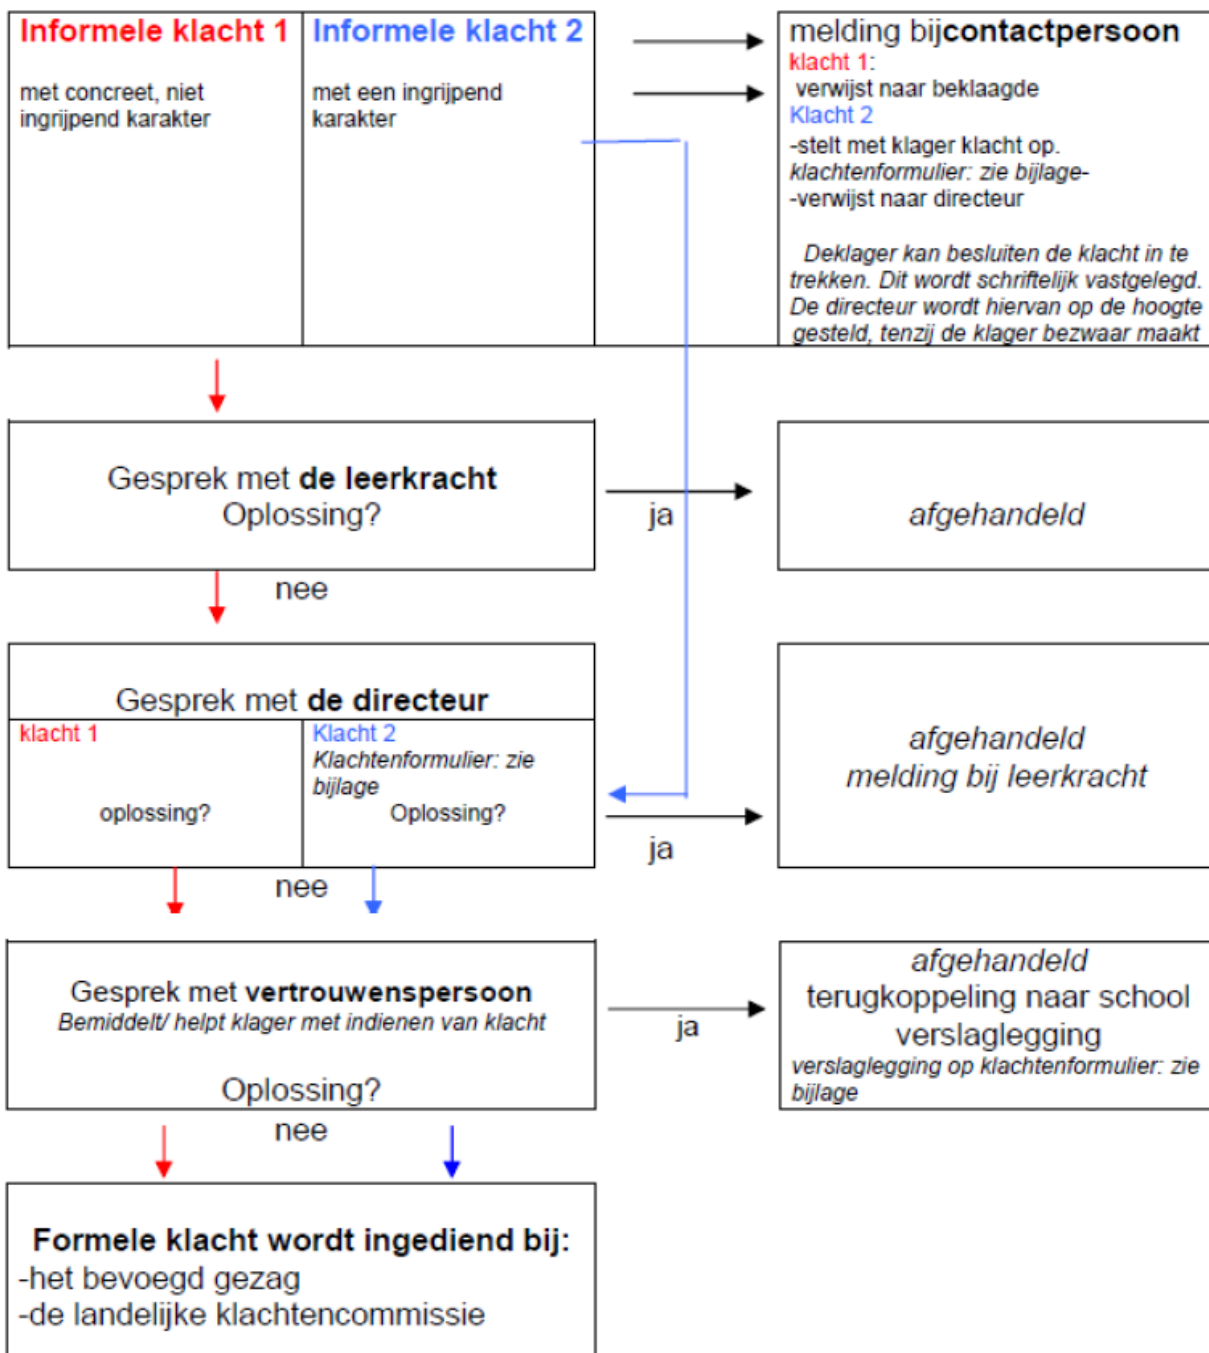 Informele klacht 1
met concreet, niet
ingrijpend karakter
Informele klacht 2
met een ingrijpend
karakter
melding bijcontactpersoon
klacht 1:
verwijst naar beklaagde
Klacht 2
-stelt met klager klacht op.
klachtenformulier: zie bijlage-
-verwijst naar directeur
Deklager kan besluiten de klacht in te
trekken. Dit wordt schriftelijk vastgelegd.
De directeur wordt hiervan op de hoogte
gesteld, tenzij de klager bezwaar maakt
Gesprek met de leerkracht
Oplossing?
ja
afgehandeld
nee
Gesprek met de directeur
klacht 1
oplossing?
Klacht 2
Klachtenformulier: zie
bijlage
Oplossing?
ja
afgehandeld
melding bij leerkracht
nee
Gesprek met vertrouwenspersoon
Bemiddelt/ helpt klager met indienen van klacht
Oplossing?
ja
afgehandeld
terugkoppeling naar school
verslaglegging
verslaglegging op klachtenformulier: zie
bijlage
nee
Formele klacht wordt ingediend bij:
-het bevoegd gezag
-de landelijke klachtencommissie